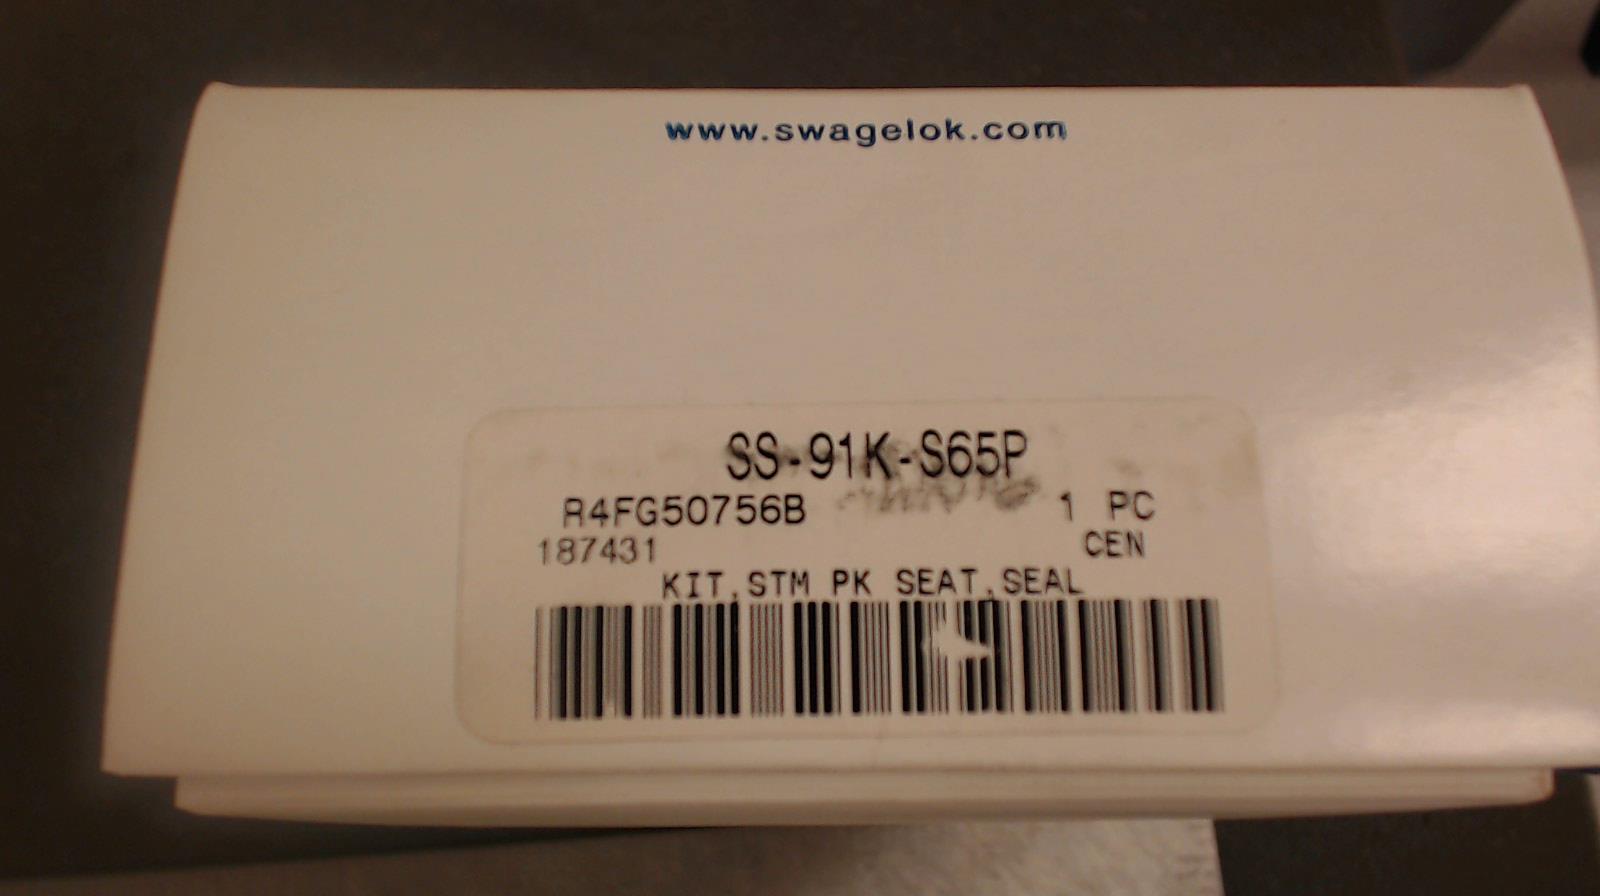 www.swagelok.com
SS-91K-S65P
R4FG50756B 1 PC
187431 CEN
KIT,STM PK SEAT,SEAL